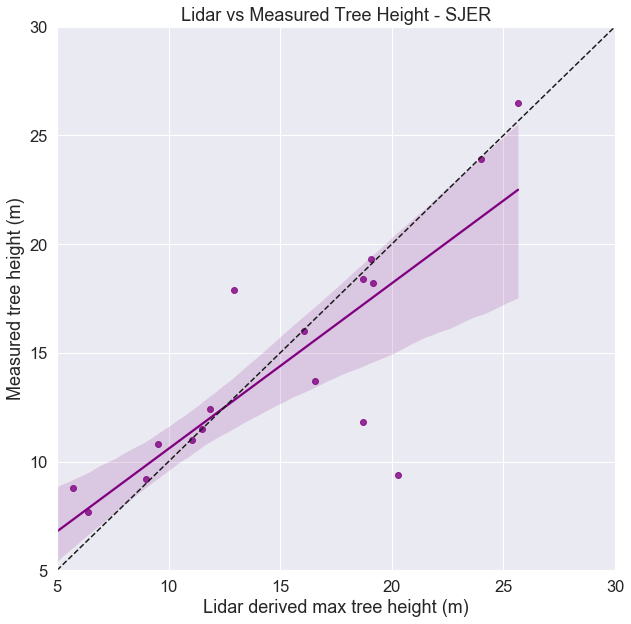 Lidar vs Measured Tree Height - SJER
30
25
20
15
10
5
Measured tree height (m)
5 10 15 20 25 30
Lidar derived max tree height (m)